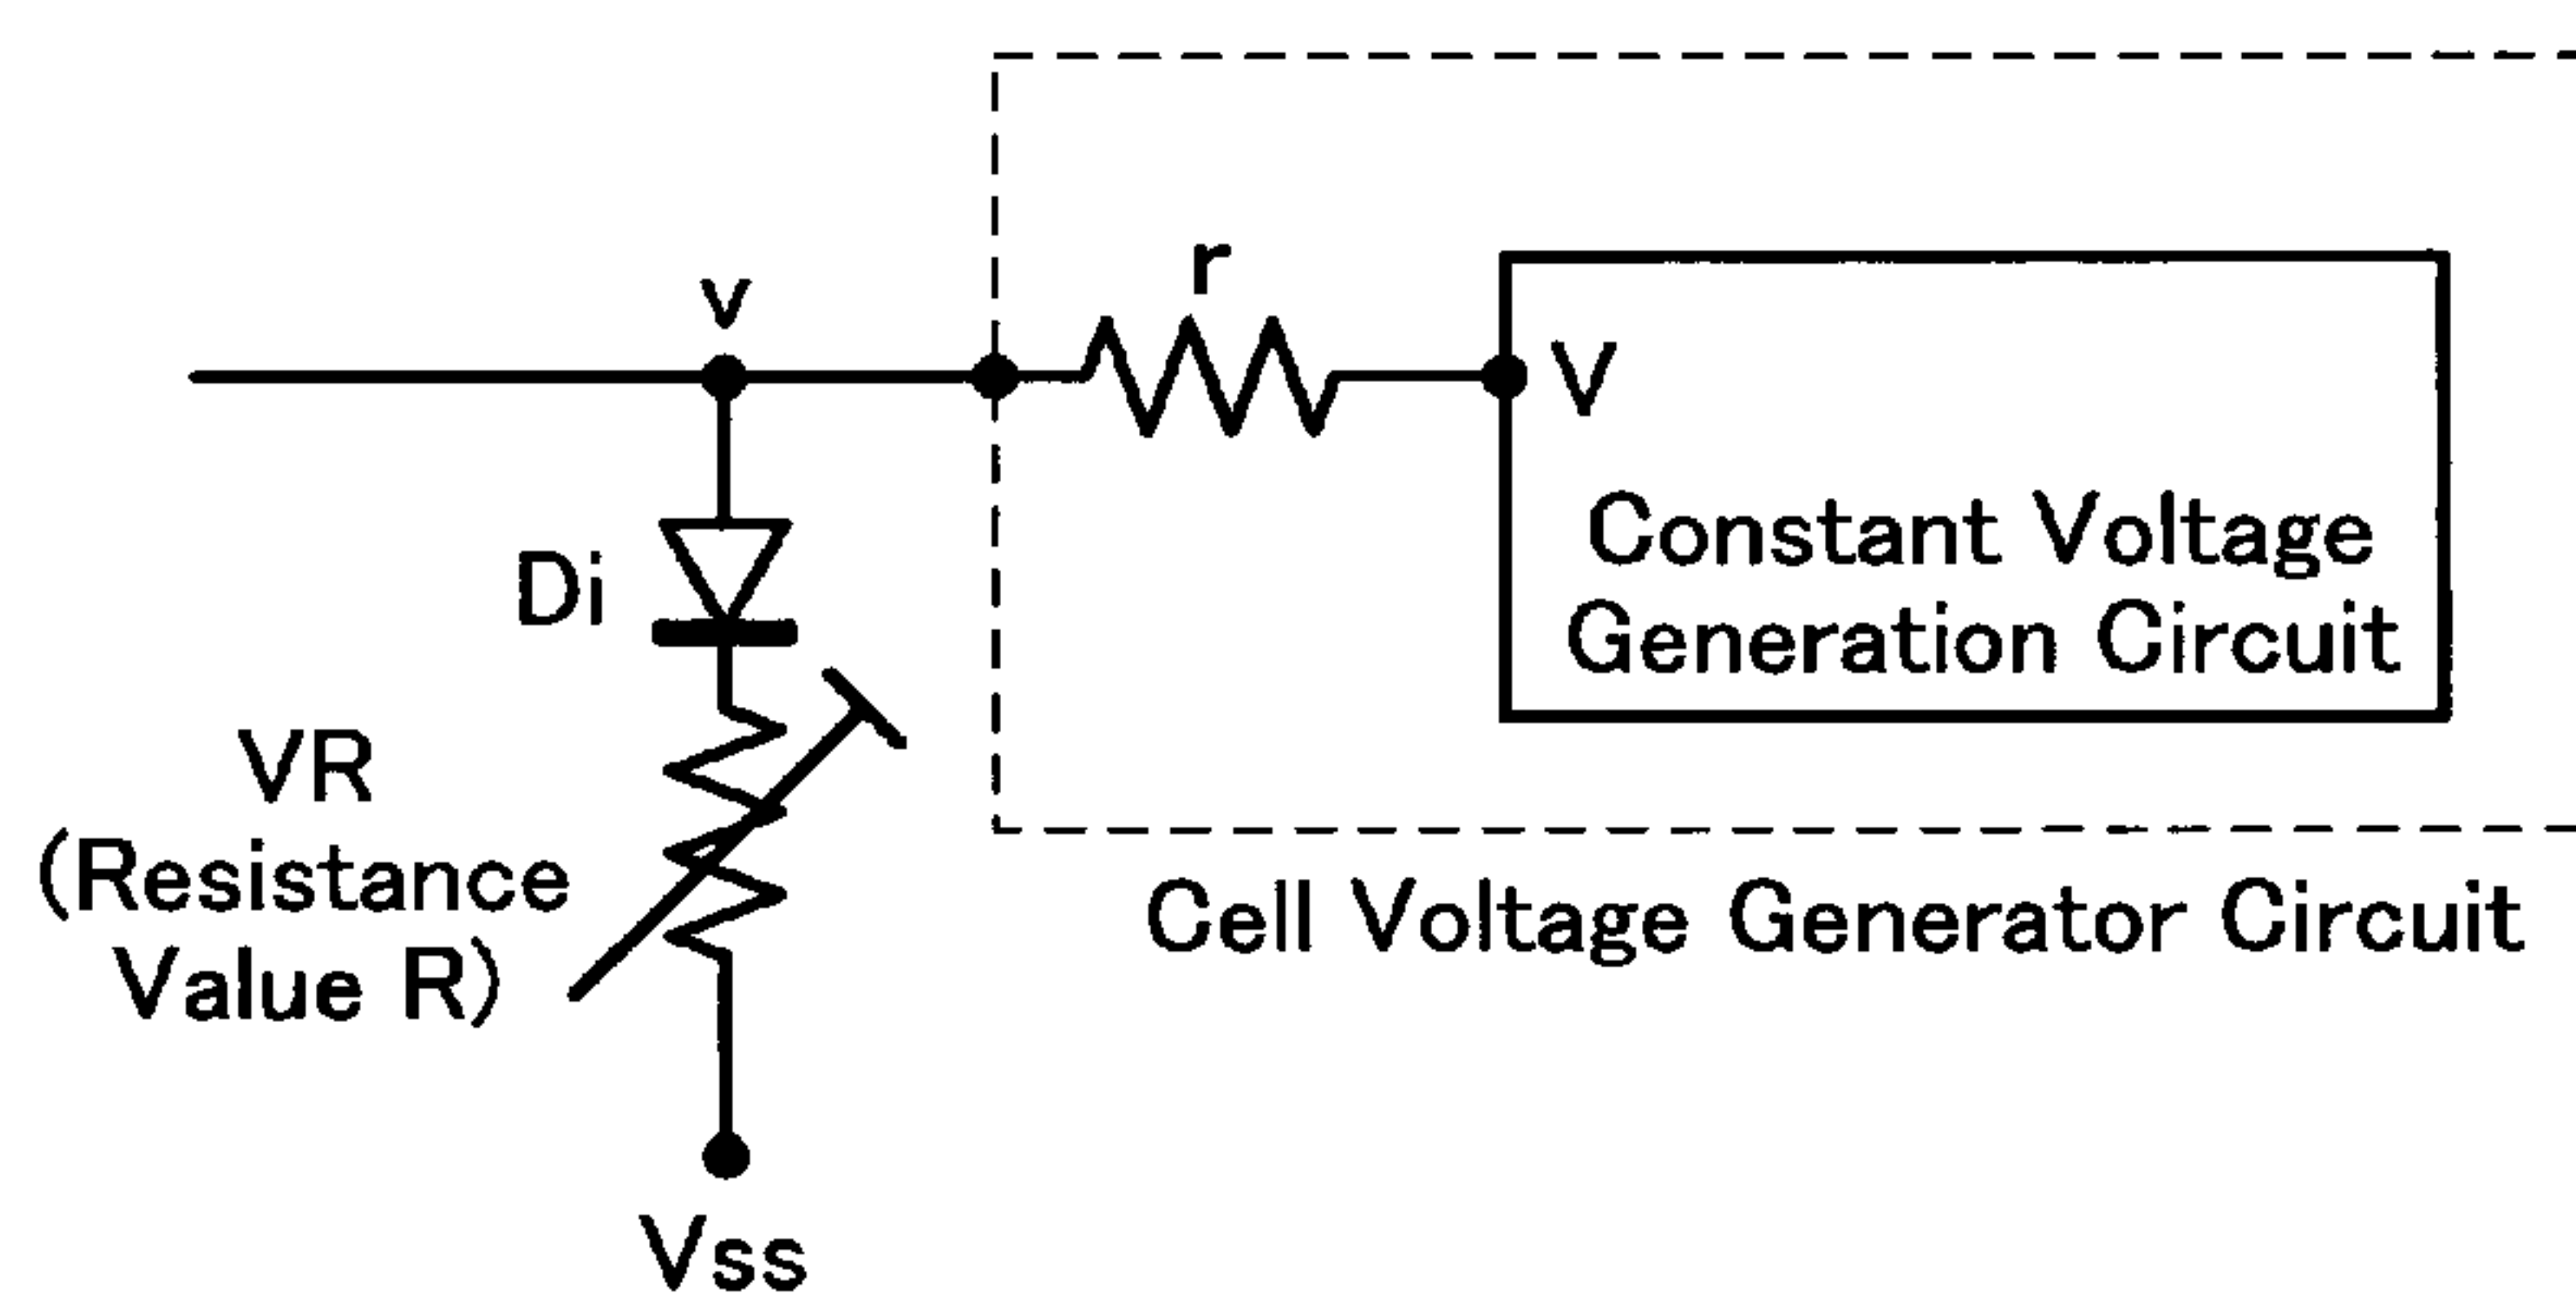 r
v
V
Constant Voltage
Generation Circuit
Di
VR
(Resistance
Value R)
Cell Voltage Generator Circuit
Vss